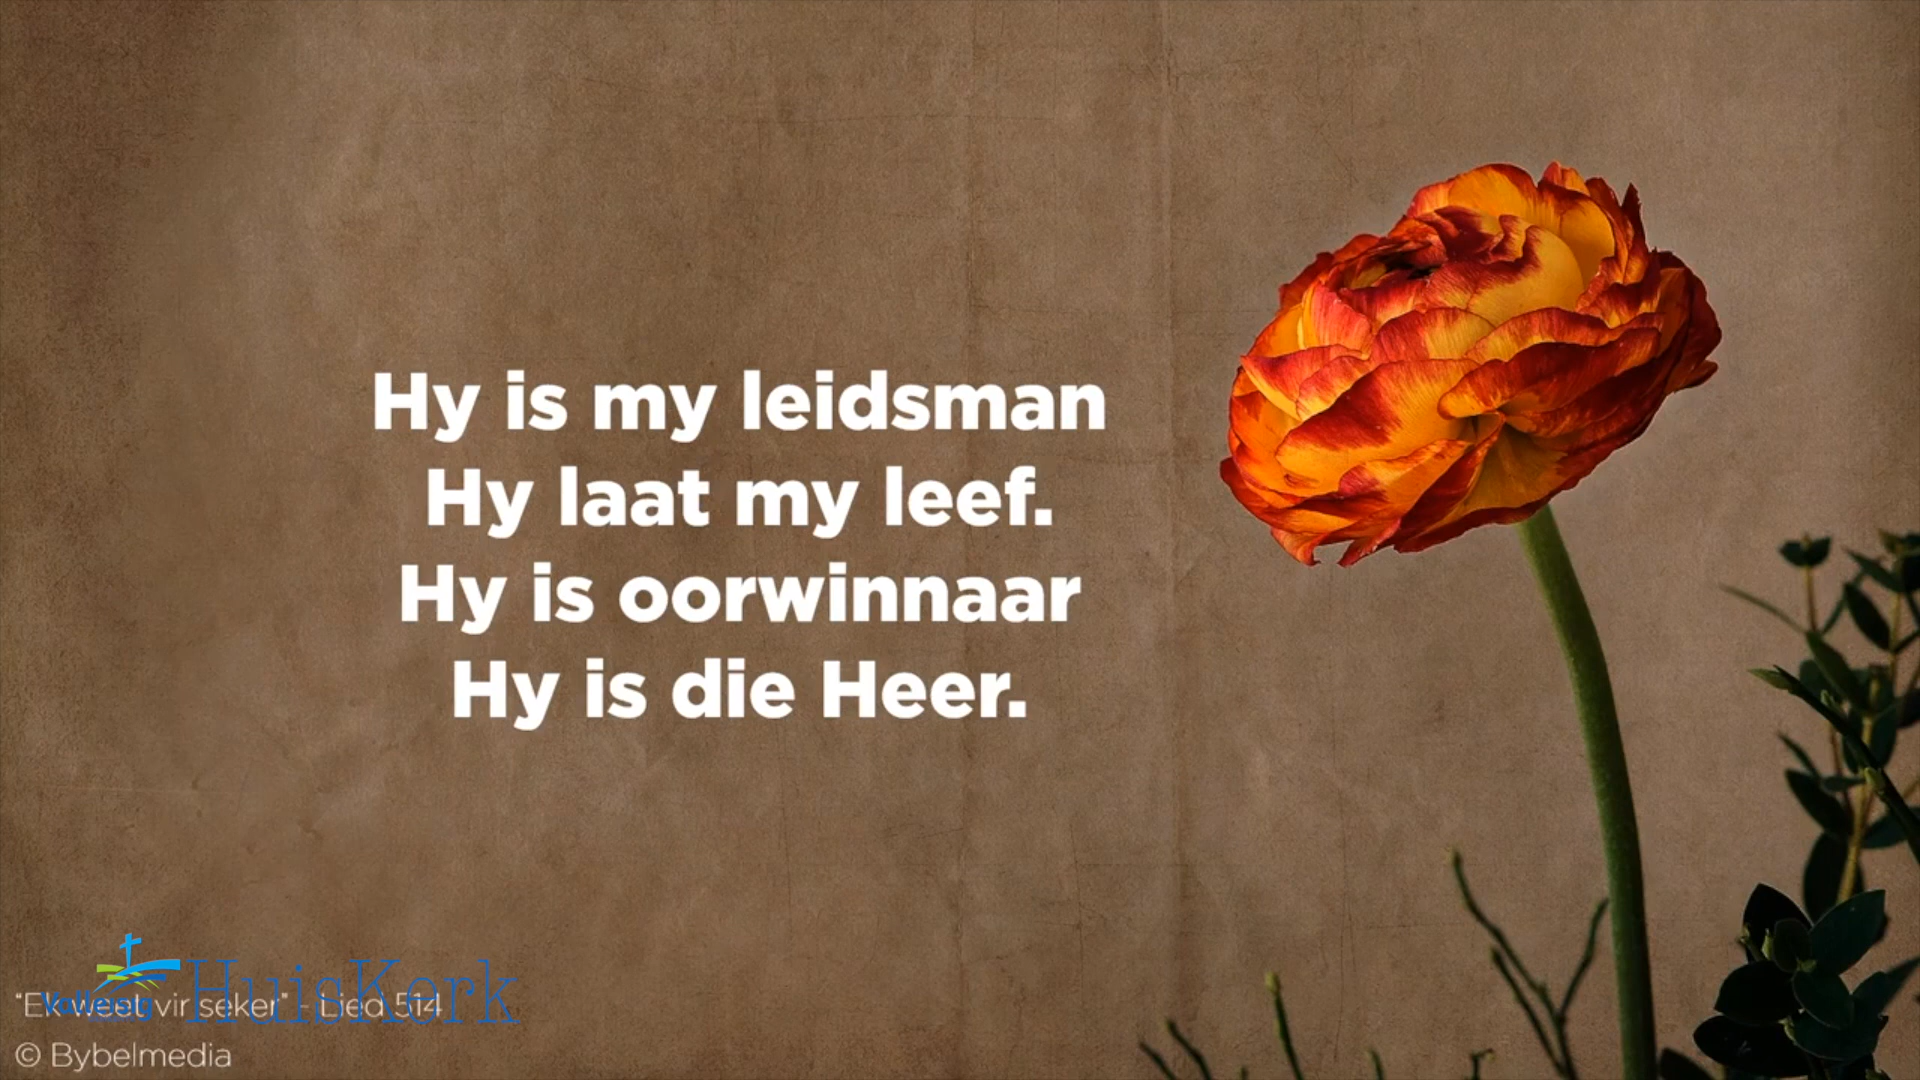 Hy is my leidsman
Hy laat my leef.
Hy is oorwinnaar
Hy is die Heer.
HuisKerk
"Ek weet vir seker" - Lied 514
© Bybelmedia